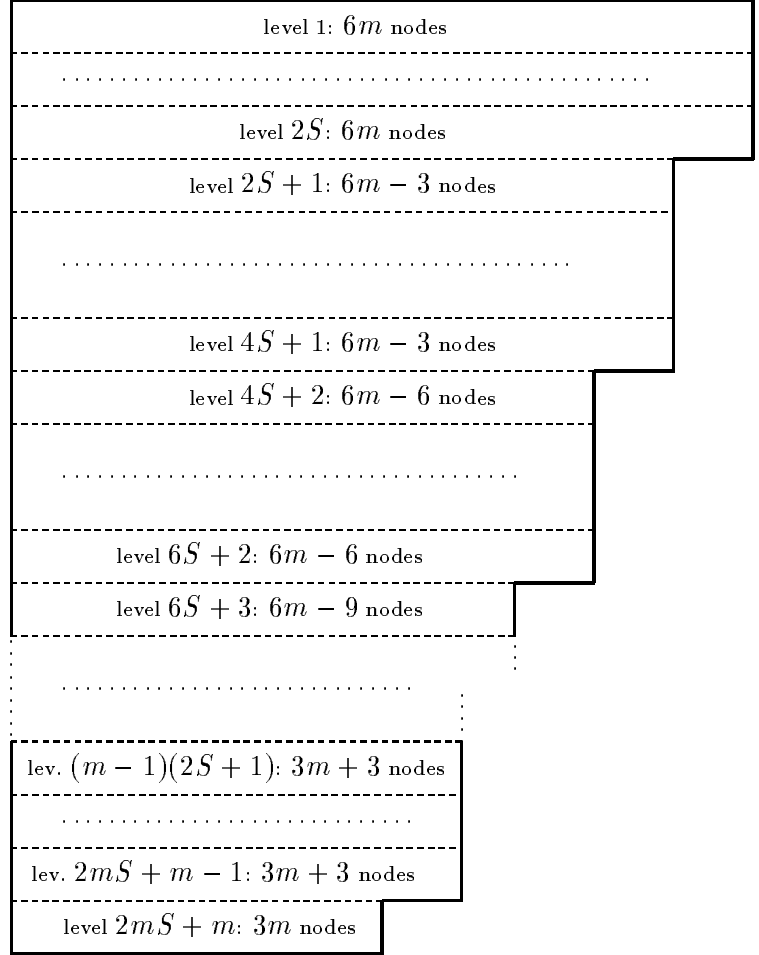 level 1: 6m nodes
level 2S: 6m nodes
level 2S + 1: 6m − 3 nodes
level 4S + 1: 6m − 3 nodes
level 4S + 2: 6m − 6 nodes
level 6S + 2: 6m − 6 nodes
level 6S + 3: 6m − 9 nodes
lev. (m − 1)(2S + 1): 3m + 3 nodes
lev. 2mS + m − 1: 3m + 3 nodes
level 2mS + m: 3m nodes